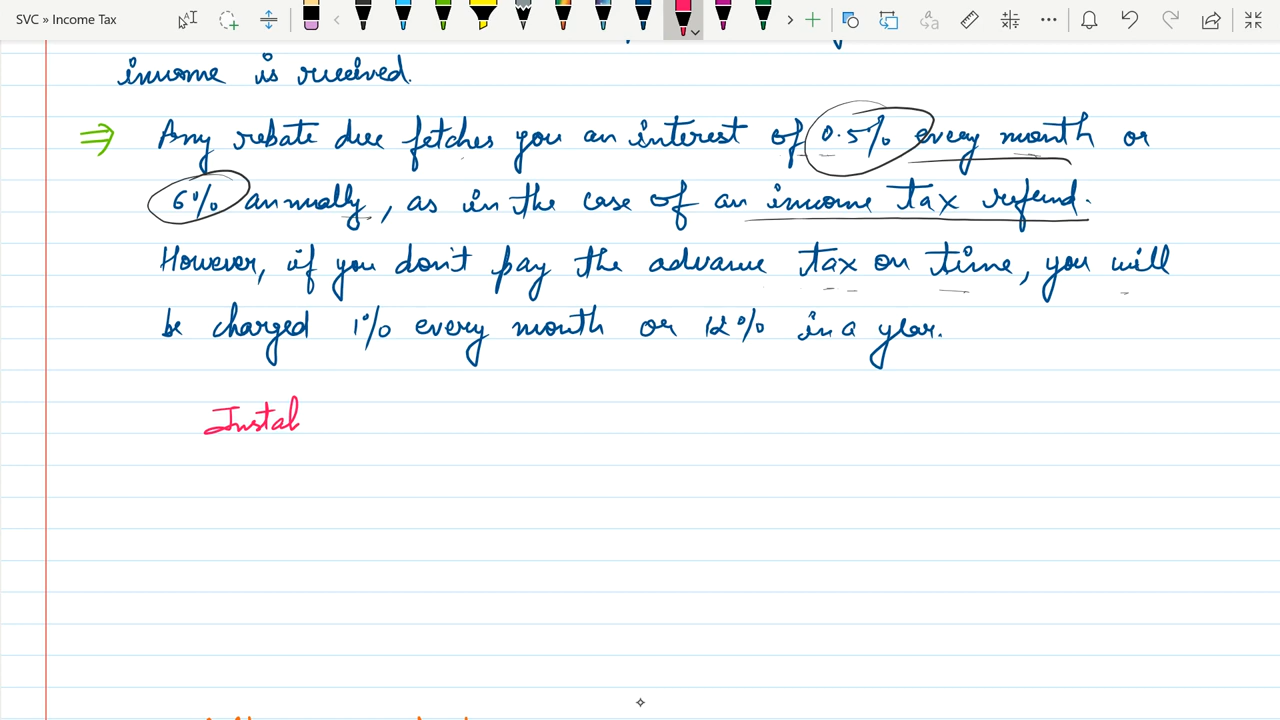 SVC » Income Tax
income is received.
⇒ Any rebate due fetches you an interest of 0.5% every month or
6% annually, as in the case of an income tax refund.
However, if you don't pay the advance tax on time, you will
be charged 1% every month or 12% in a year.
Instal